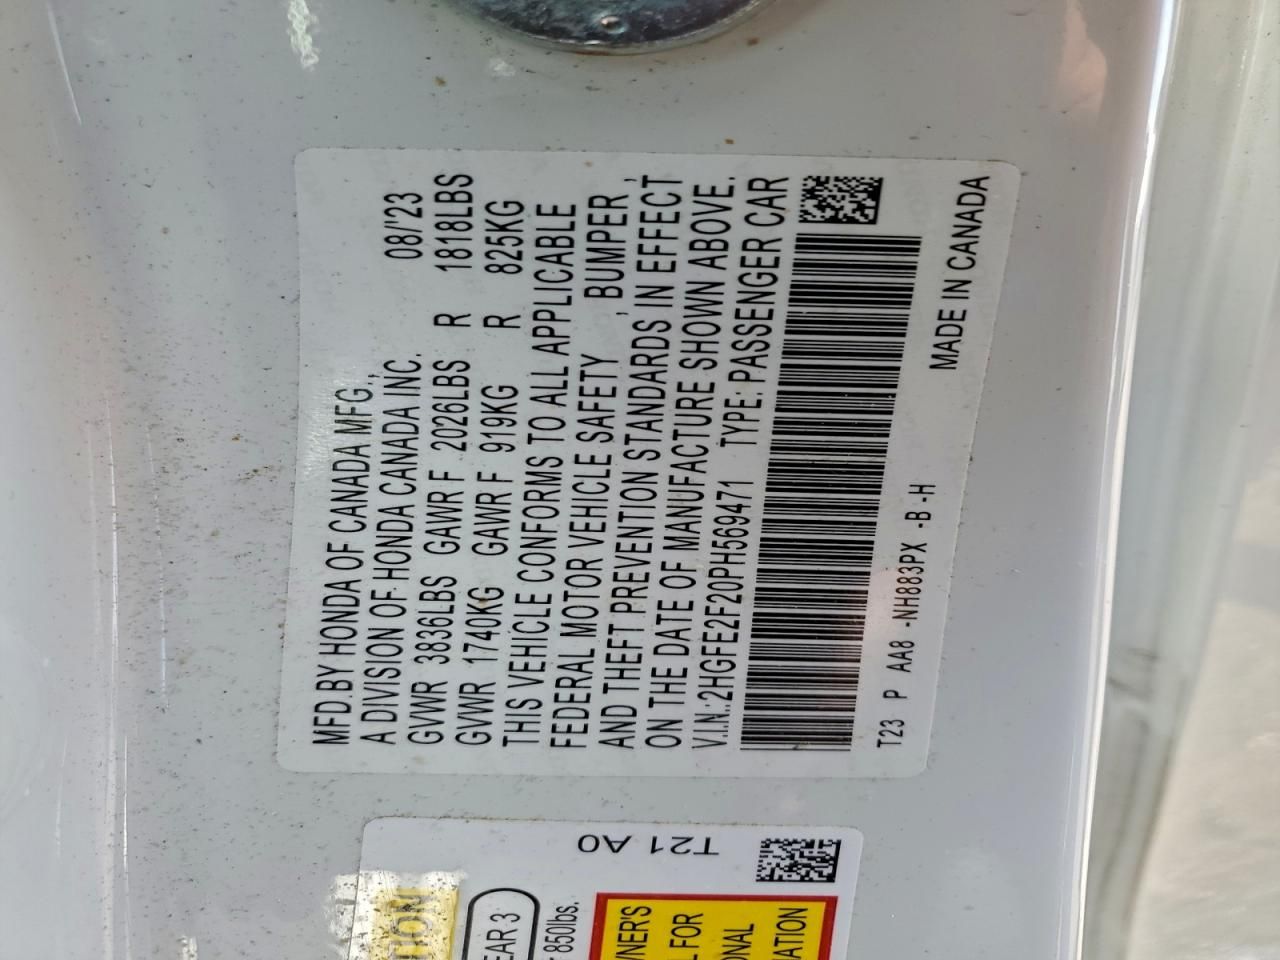 MFD.BY HONDA OF CANADA MFG.,
A DIVISION OF HONDA CANADA INC. 08/'23
GVWR 3836LBS GAWR F 2026LBS R 1818LBS
GVWR 1740KG GAWR F 919KG R 825KG
THIS VEHICLE CONFORMS TO ALL APPLICABLE
FEDERAL MOTOR VEHICLE SAFETY , BUMPER ,
AND THEFT PREVENTION STANDARDS IN EFFECT
ON THE DATE OF MANUFACTURE SHOWN ABOVE.
V.I.N.:2HGFE2F20PH569471 TYPE:PASSENGER CAR
T23 P AA8 -NH883PX -B -H MADE IN CANADA
T21 A0
EAR 3
850lbs.